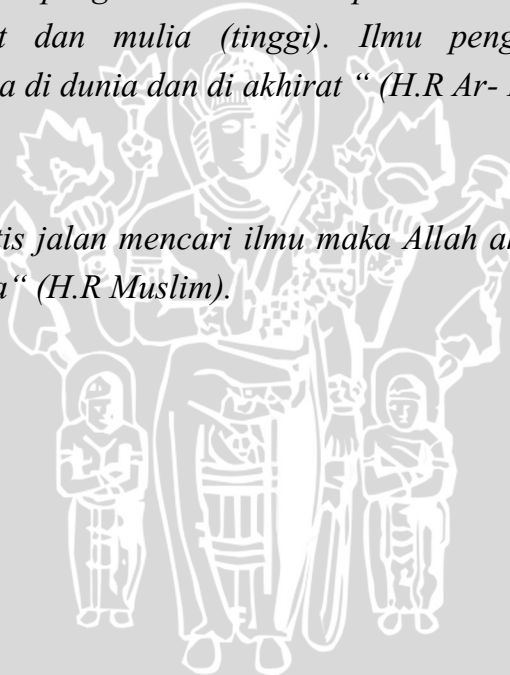 t dan mulia (tinggi). Ilmu peng
a di dunia dan di akhirat “ (H.R Ar-
tis jalan mencari ilmu maka Allah a
a“ (H.R Muslim).